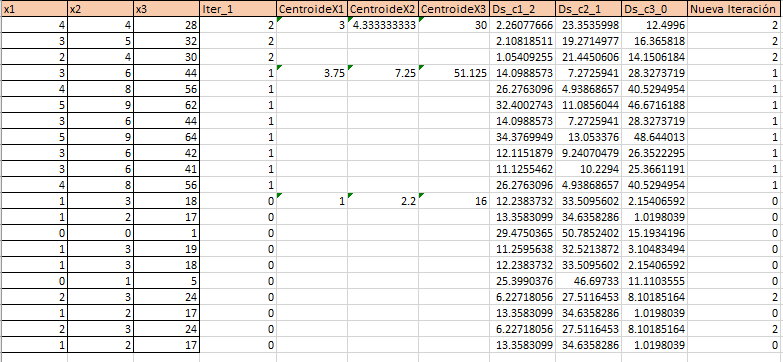 x1 x2 x3 Iter_1 CentroideX1 CentroideX2 CentroideX3 Ds_c1_2 Ds_c2_1 Ds_c3_0 Nueva Iteración
4 4 28 2 3 4.333333333 30 2.26077666 23.3535998 12.4996 2
3 5 32 2 2.10818511 19.2714977 16.365818 2
2 4 30 2 1.05409255 21.4450606 14.1506184 2
3 6 44 1 3.75 7.25 51.125 14.0988573 7.2725941 28.3273719 1
4 8 56 1 26.2763096 4.93868657 40.5294954 1
5 9 62 1 32.4002743 11.0856044 46.6716188 1
3 6 44 1 14.0988573 7.2725941 28.3273719 1
5 9 64 1 34.3769949 13.053376 48.644013 1
3 6 42 1 12.1151879 9.24070479 26.3522295 1
3 6 41 1 11.1255462 10.2294 25.3661191 1
4 8 56 1 26.2763096 4.93868657 40.5294954 1
1 3 18 0 1 2.2 16 12.2383732 33.5095602 2.15406592 0
1 2 17 0 13.3583099 34.6358286 1.0198039 0
0 0 1 0 29.4750365 50.7852402 15.1934196 0
1 3 19 0 11.2595638 32.5213872 3.10483494 0
1 3 18 0 12.2383732 33.5095602 2.15406592 0
0 1 5 0 25.3990376 46.69733 11.1103555 0
2 3 24 0 6.22718056 27.5116453 8.10185164 2
1 2 17 0 13.3583099 34.6358286 1.0198039 0
2 3 24 0 6.22718056 27.5116453 8.10185164 2
1 2 17 0 13.3583099 34.6358286 1.0198039 0